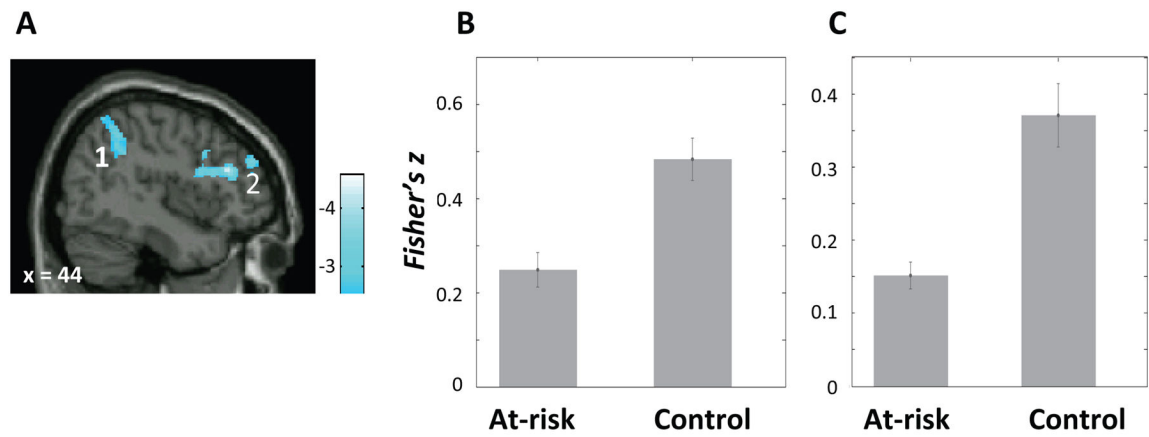 A
1
2
x = 44
-4
-3
B
Fisher's z
0.6
0.4
0.2
0
At-risk Control
C
0.4
0.3
0.2
0.1
0
At-risk Control